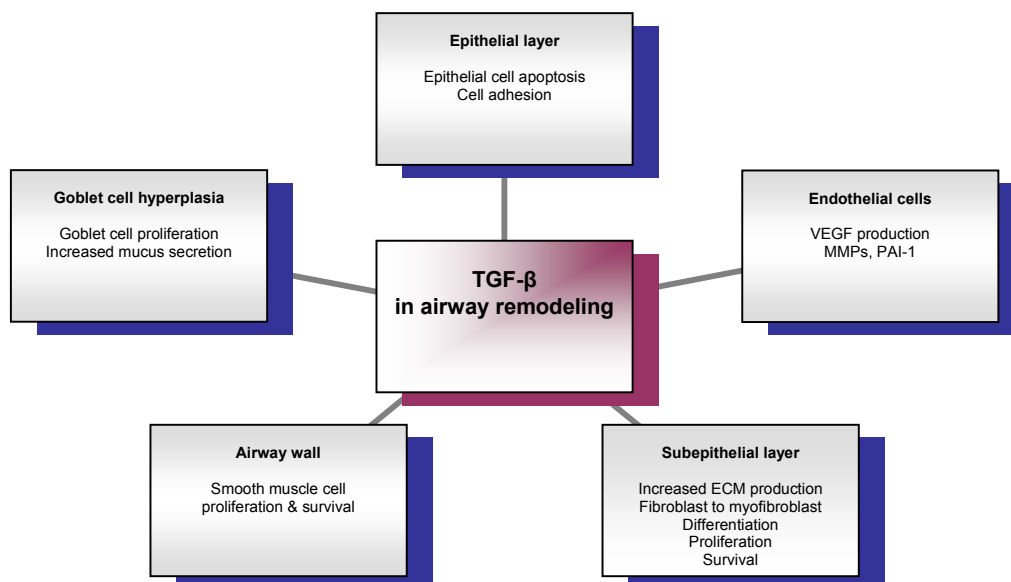 Epithelial layer
Epithelial cell apoptosis
Cell adhesion
Goblet cell hyperplasia
Goblet cell proliferation
Increased mucus secretion
Endothelial cells
VEGF production
MMPs, PAI-1
TGF-β
in airway remodeling
Airway wall
Smooth muscle cell
proliferation & survival
Subepithelial layer
Increased ECM production
Fibroblast to myofibroblast
Differentiation
Proliferation
Survival